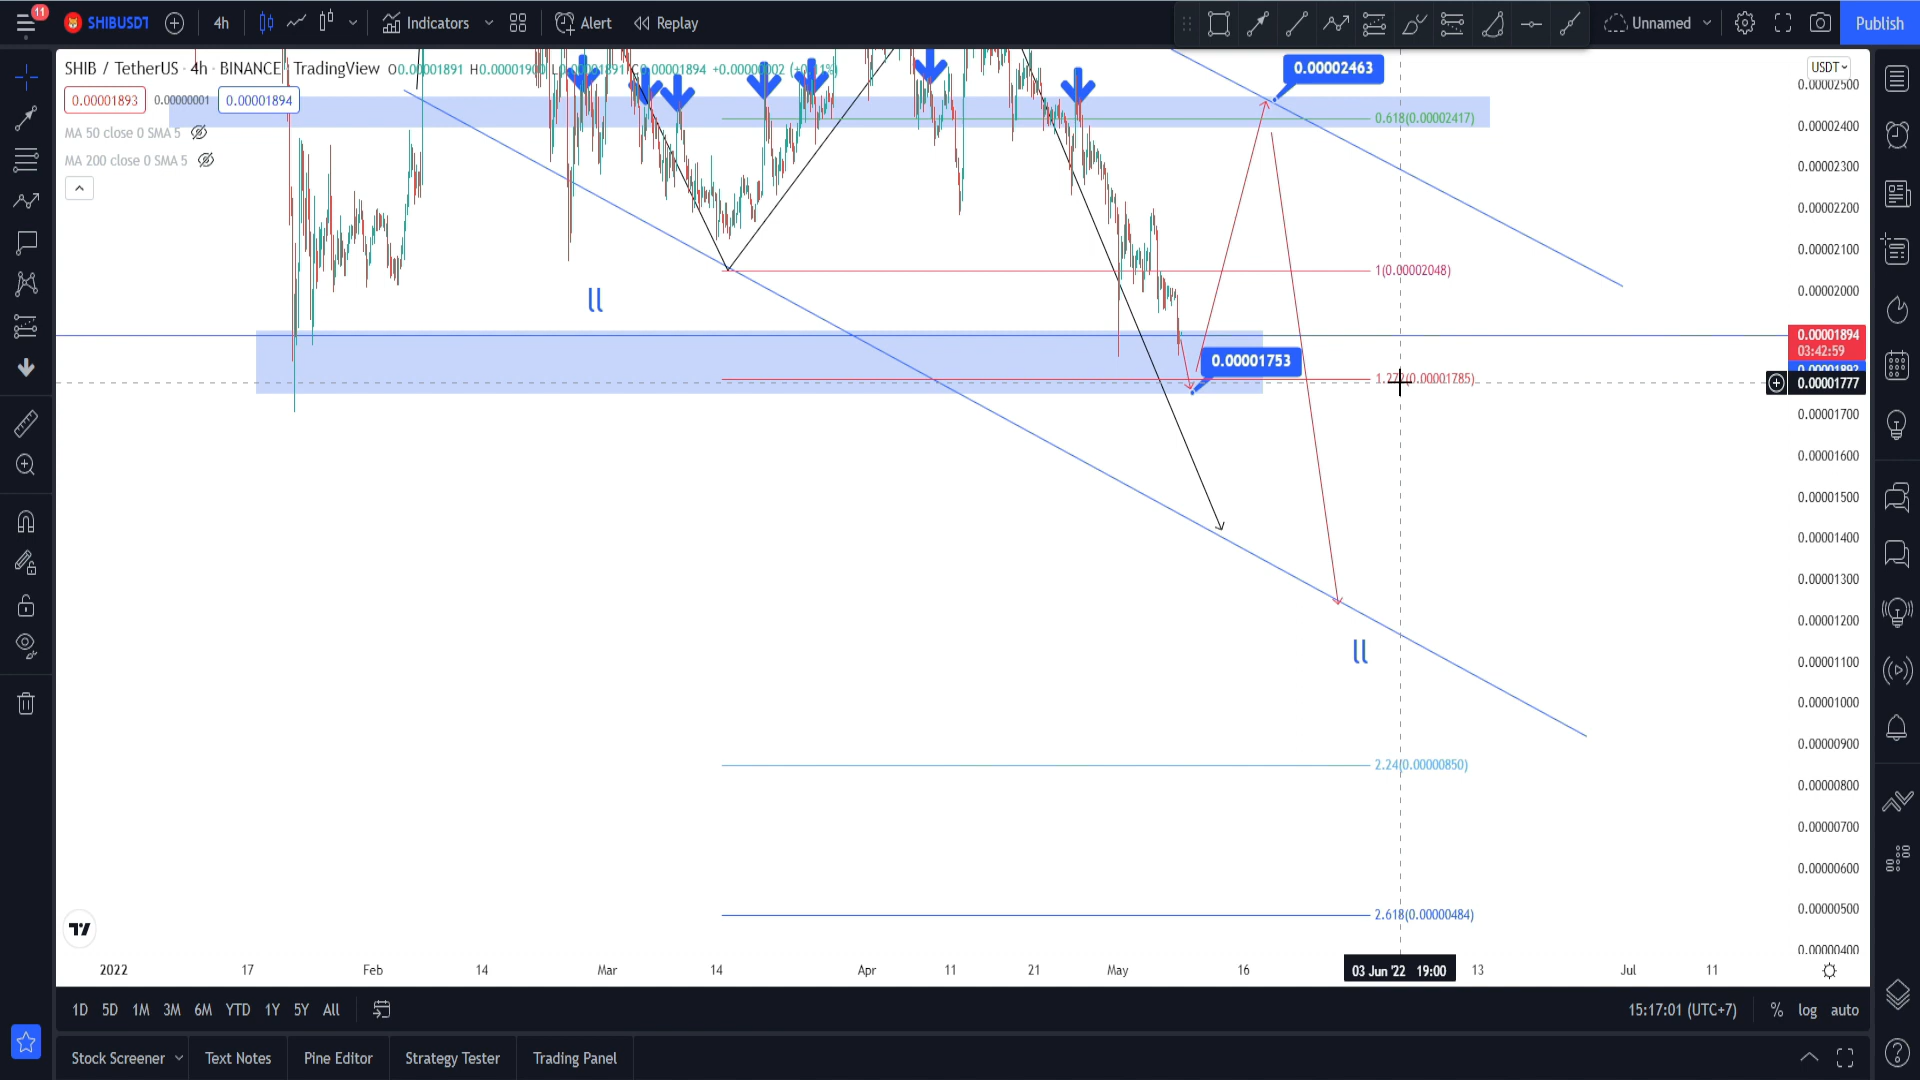 11
SHIBUSDT
4h
Indicators
Alert
Replay
Unnamed
Publish
SHIB / TetherUS · 4h · BINANCE TradingView
0.00001893
0.00000001
0.00001894
MA 50 close 0 SMA 5
MA 200 close 0 SMA 5
USDT
0.00002463
0.618(0.00002417)
1(0.00002048)
0.00001753
1.272(0.00001785)
2.24(0.00000850)
2.618(0.00000484)
ll
ll
0.00002500
0.00002400
0.00002300
0.00002200
0.00002100
0.00002000
0.00001894
03:42:59
0.00001777
0.00001700
0.00001600
0.00001500
0.00001400
0.00001300
0.00001200
0.00001100
0.00001000
0.00000900
0.00000800
0.00000700
0.00000600
0.00000500
0.00000400
2022
17
Feb
14
Mar
14
Apr
11
21
May
16
03 Jun '22 19:00
13
Jul
11
1D 5D 1M 3M 6M YTD 1Y 5Y All
15:17:01 (UTC+7)
% log auto
Stock Screener
Text Notes
Pine Editor
Strategy Tester
Trading Panel